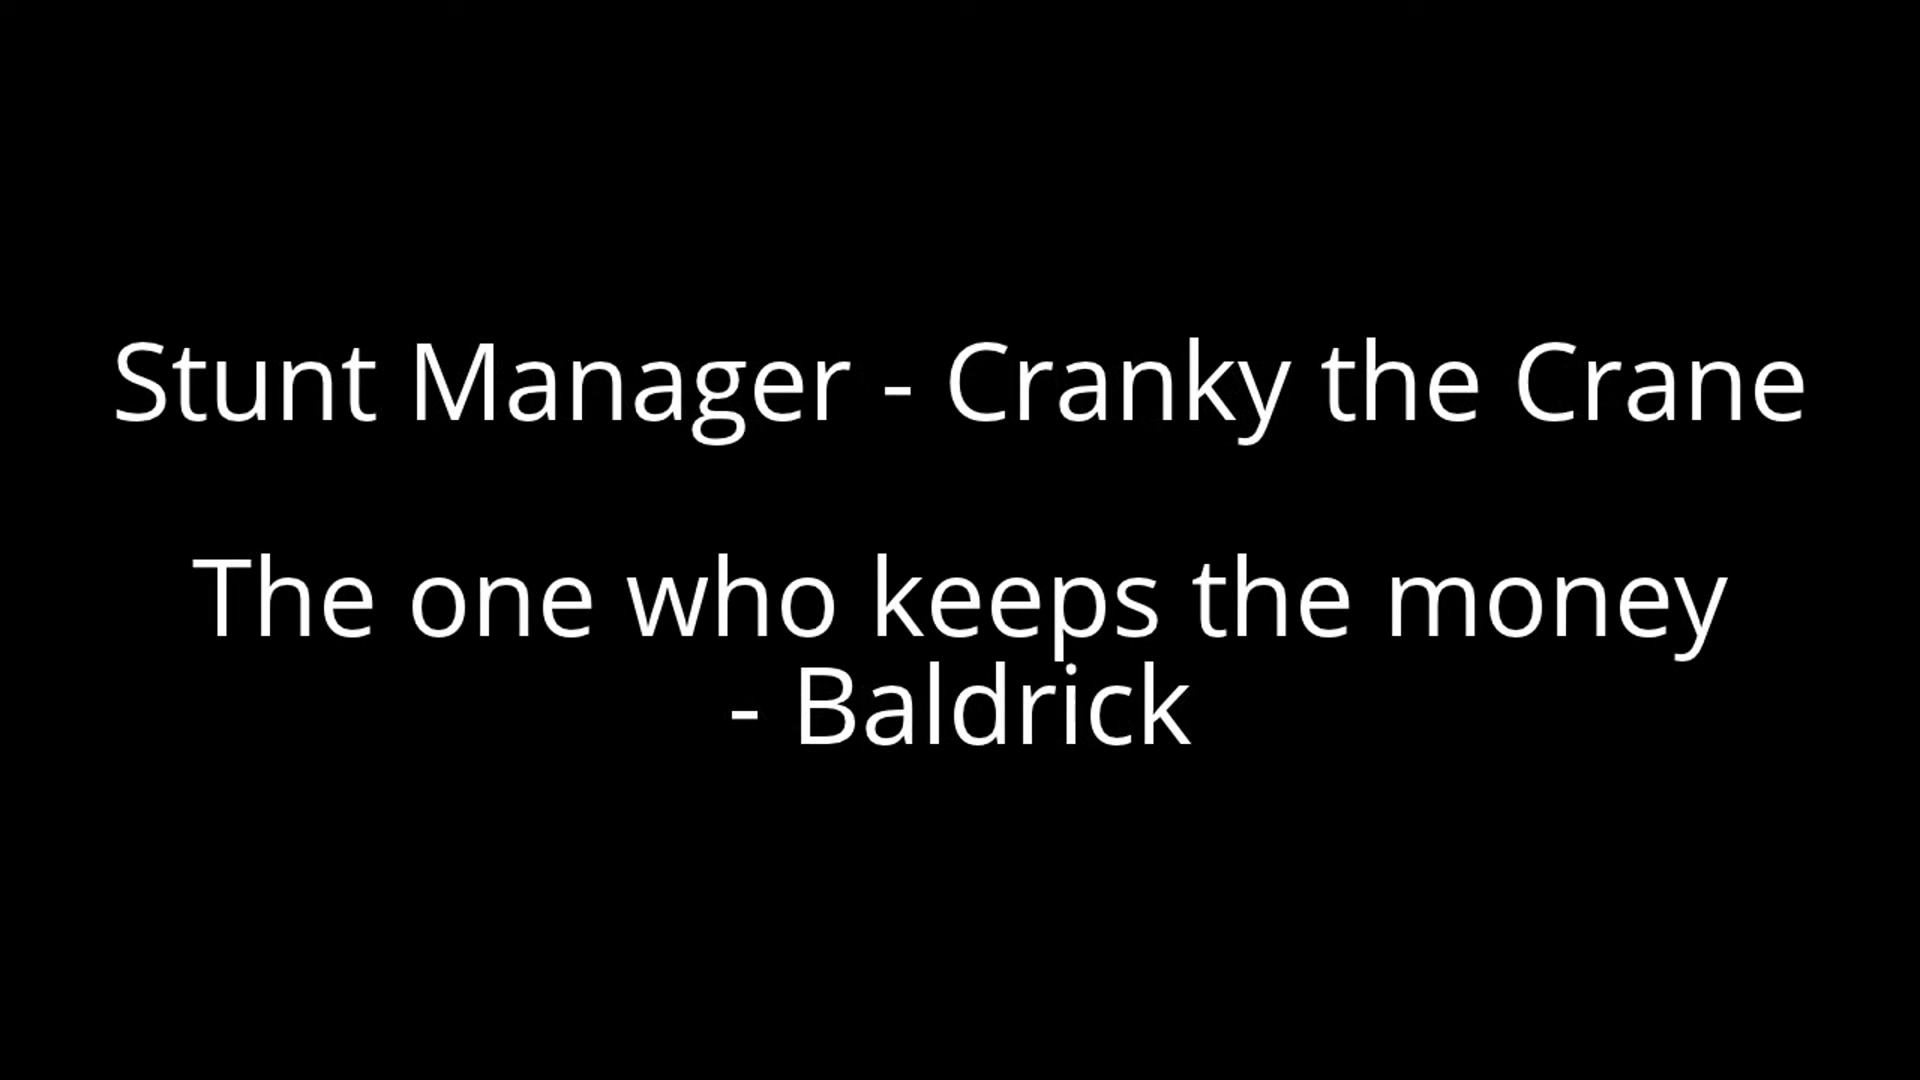 Stunt Manager - Cranky the Crane
The one who keeps the money
- Baldrick